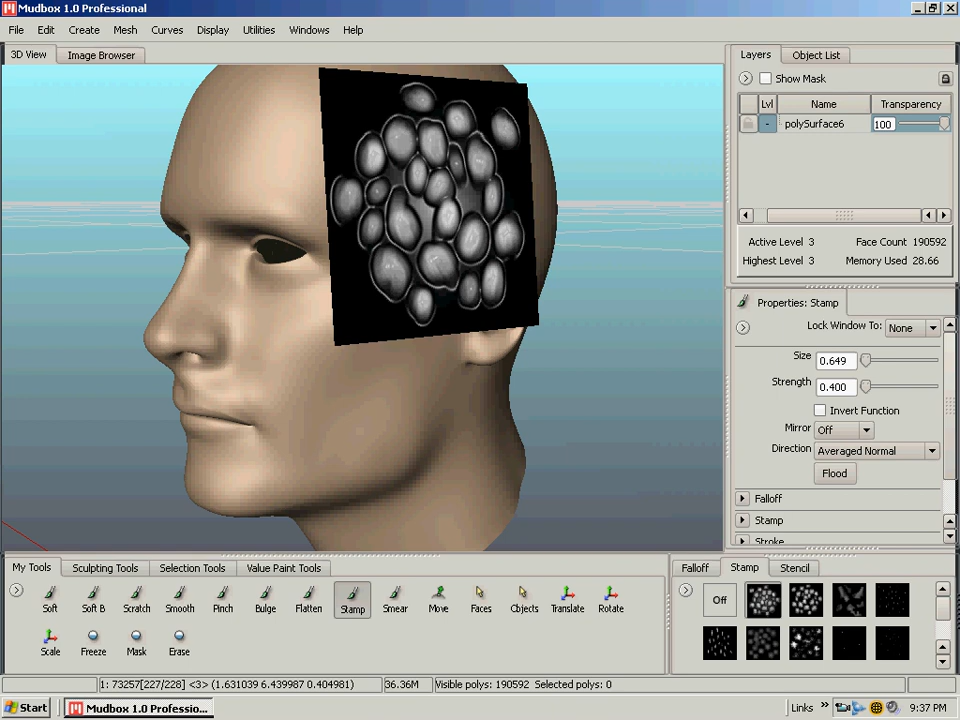 Mudbox 1.0 Professional
File Edit Create Mesh Curves Display Utilities Windows Help
3D View Image Browser
Layers Object List
Show Mask
Lvl Name Transparency
- polySurface6 100
Active Level 3 Face Count 190592
Highest Level 3 Memory Used 28.66
Properties: Stamp
Lock Window To: None
Size 0.649
Strength 0.400
Invert Function
Mirror Off
Direction Averaged Normal
Flood
Falloff
Stamp
Stroke
My Tools Sculpting Tools Selection Tools Value Paint Tools
Falloff Stamp Stencil
Soft Soft B Scratch Smooth Pinch Bulge Flatten Stamp Smear Move Faces Objects Translate Rotate
Off
Scale Freeze Mask Erase
1: 73257[227/228] <3> (1.631039 6.439987 0.404981) 36.36M Visible polys: 190592 Selected polys: 0
Start Mudbox 1.0 Professio... Links » 9:37 PM